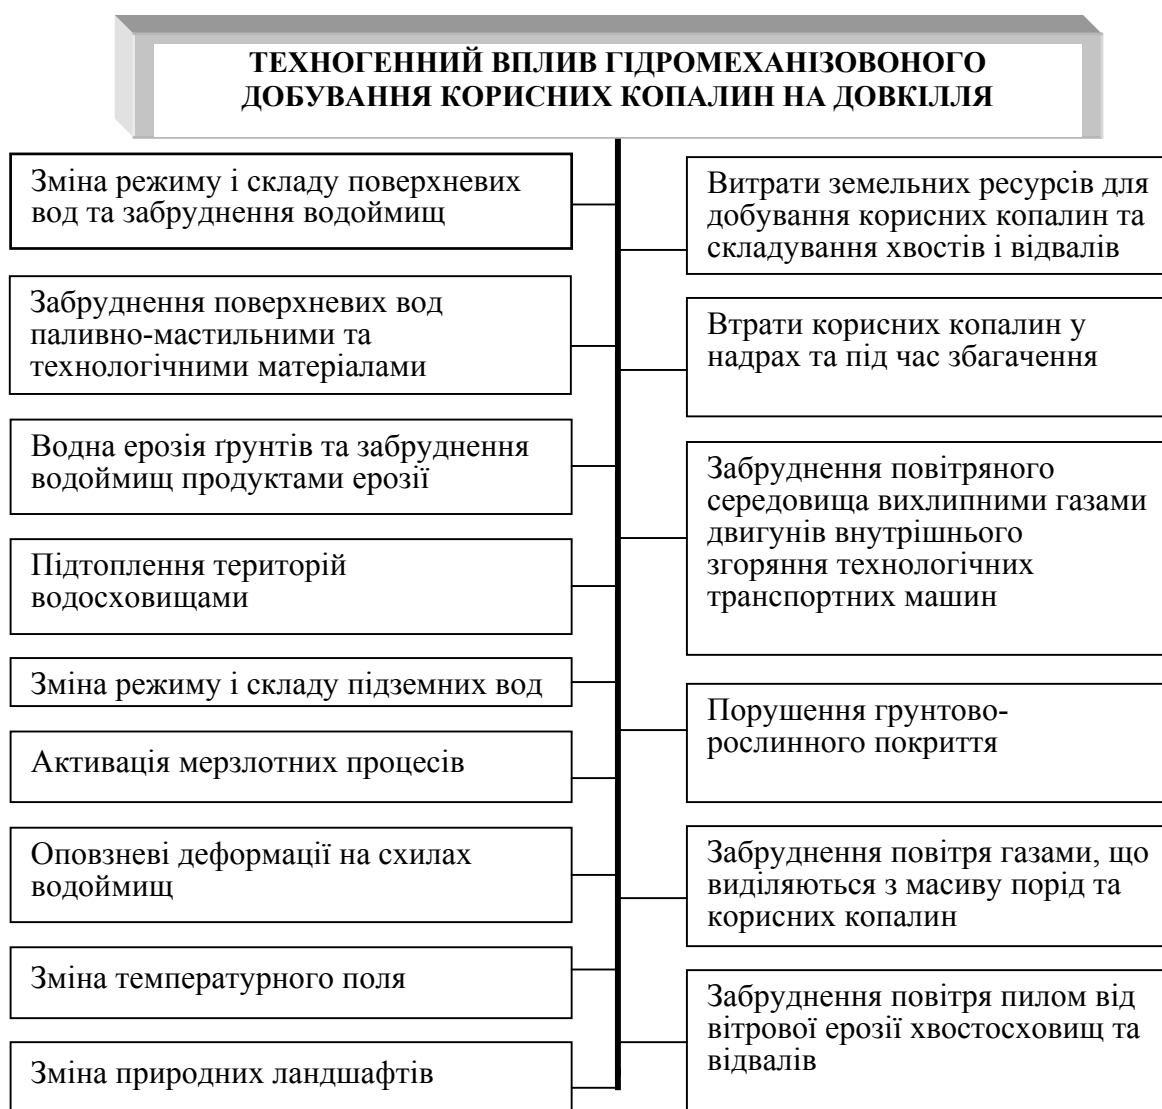 ТЕХНОГЕННИЙ ВПЛИВ ГІДРОМЕХАНІЗОВОНОГО
ДОБУВАННЯ КОРИСНИХ КОПАЛИН НА ДОВКІЛЛЯ
Зміна режиму і складу поверхневих
вод та забруднення водоймищ
Забруднення поверхневих вод
паливно-мастильними та
технологічними матеріалами
Водна ерозія ґрунтів та забруднення
водоймищ продуктами ерозії
Підтоплення територій
водосховищами
Зміна режиму і складу підземних вод
Активація мерзлотних процесів
Оповзневі деформації на схилах
водоймищ
Зміна температурного поля
Зміна природних ландшафтів
Витрати земельних ресурсів для
добування корисних копалин та
складування хвостів і відвалів
Втрати корисних копалин у
надрах та під час збагачення
Забруднення повітряного
середовища вихлипними газами
двигунів внутрішнього
згоряння технологічних
транспортних машин
Порушення грунтово-
рослинного покриття
Забруднення повітря газами, що
виділяються з масиву порід та
корисних копалин
Забруднення повітря пилом від
вітрової ерозії хвостосховищ та
відвалів